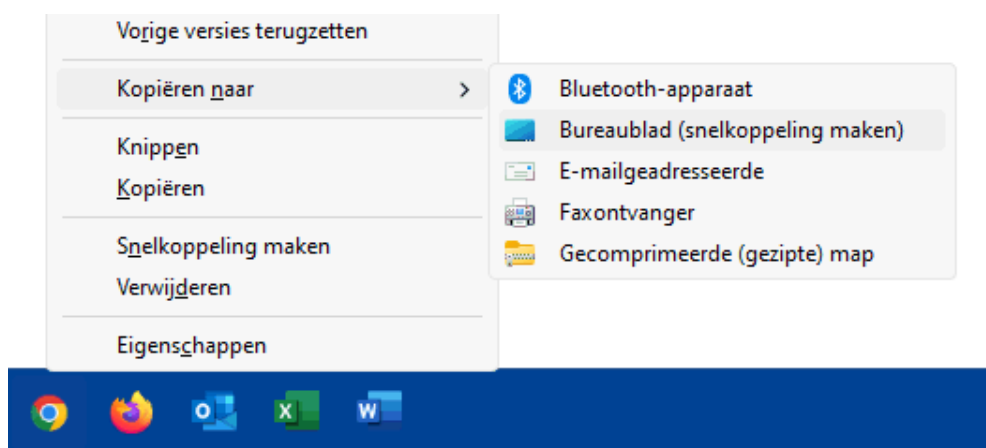 Vorige versies terugzetten
Kopiëren naar
Knippen
Kopiëren
Snelkoppeling maken
Verwijderen
Eigenschappen
Bluetooth-apparaat
Bureaublad (snelkoppeling maken)
E-mailgeadresseerde
Faxontvanger
Gecomprimeerde (gezipte) map
O
X
W